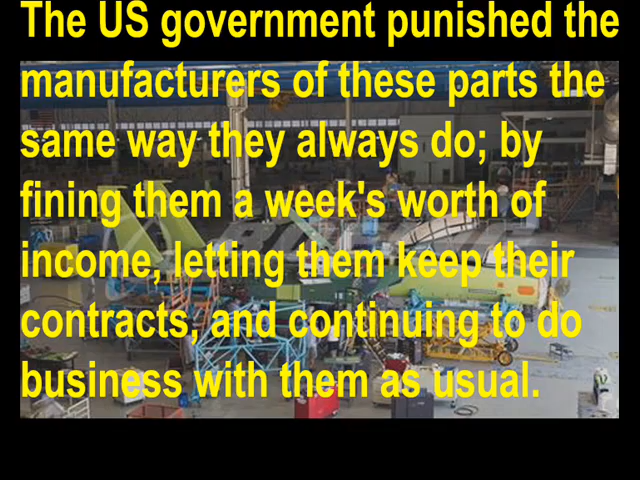 The US government punished the
manufacturers of these parts the
same way they always do; by
fining them a week's worth of
income, letting them keep their
contracts, and continuing to do
business with them as usual.